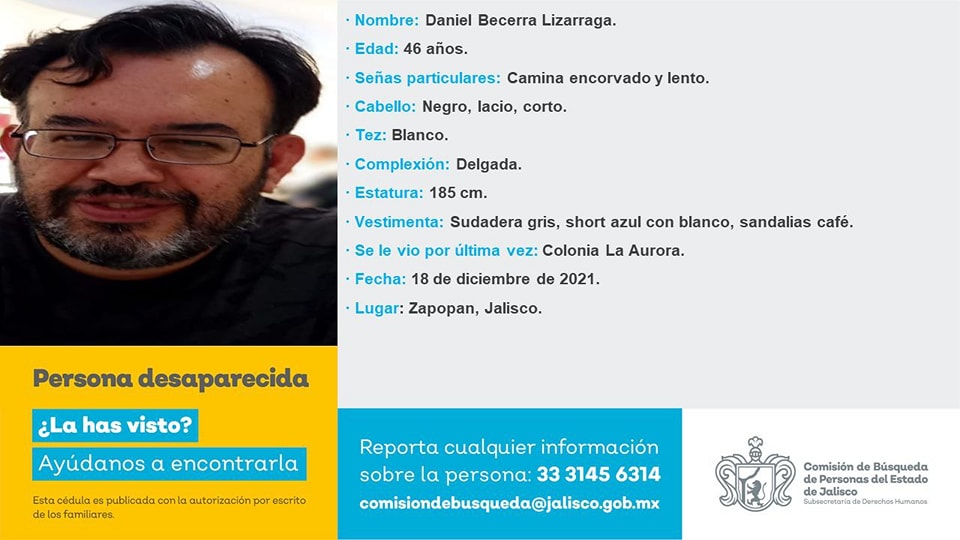 · Nombre: Daniel Becerra Lizarraga.
· Edad: 46 años.
· Señas particulares: Camina encorvado y lento.
· Cabello: Negro, lacio, corto.
· Tez: Blanco.
· Complexión: Delgada.
· Estatura: 185 cm.
· Vestimenta: Sudadera gris, short azul con blanco, sandalias café.
· Se le vio por última vez: Colonia La Aurora.
· Fecha: 18 de diciembre de 2021.
· Lugar: Zapopan, Jalisco.
Persona desaparecida
¿La has visto?
Ayúdanos a encontrarla
Esta cédula es publicada con la autorización por escrito
de los familiares.
Reporta cualquier información
sobre la persona: 33 3145 6314
comisiondebusqueda@jalisco.gob.mx
Comisión de Búsqueda
de Personas del Estado
de Jalisco
Subsecretaría de Derechos Humanos